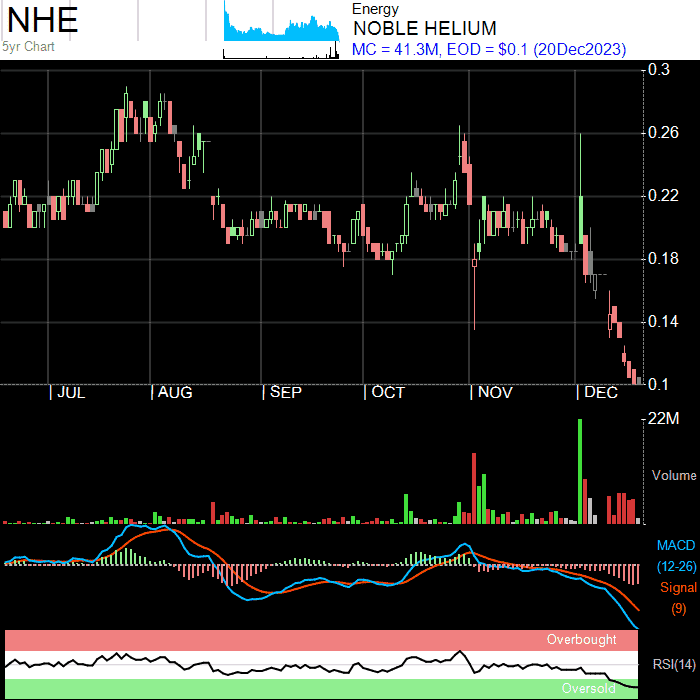 NHE
5yr Chart
Energy
NOBLE HELIUM
MC = 41.3M, EOD = $0.1 (20Dec2023)
0.3
0.26
0.22
0.18
0.14
0.1
| JUL | AUG | SEP | OCT | NOV | DEC
22M
Volume
MACD
(12-26)
Signal
(9)
Overbought
RSI(14)
Oversold